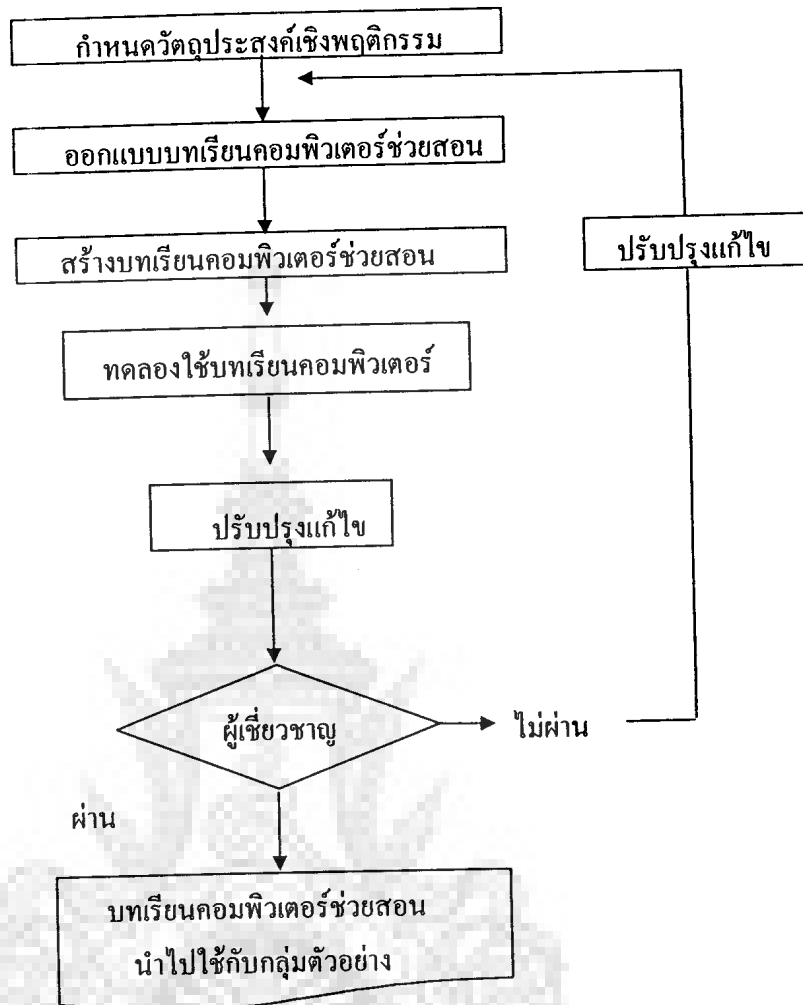 กำหนดวัตถุประสงค์เชิงพฤติกรรม
ออกแบบบทเรียนคอมพิวเตอร์ช่วยสอน
สร้างบทเรียนคอมพิวเตอร์ช่วยสอน
ปรับปรุงแก้ไข
ทดลองใช้บทเรียนคอมพิวเตอร์
ปรับปรุงแก้ไข
ผู้เชี่ยวชาญ
ไม่ผ่าน
ผ่าน
บทเรียนคอมพิวเตอร์ช่วยสอน
นำไปใช้กับกลุ่มตัวอย่าง